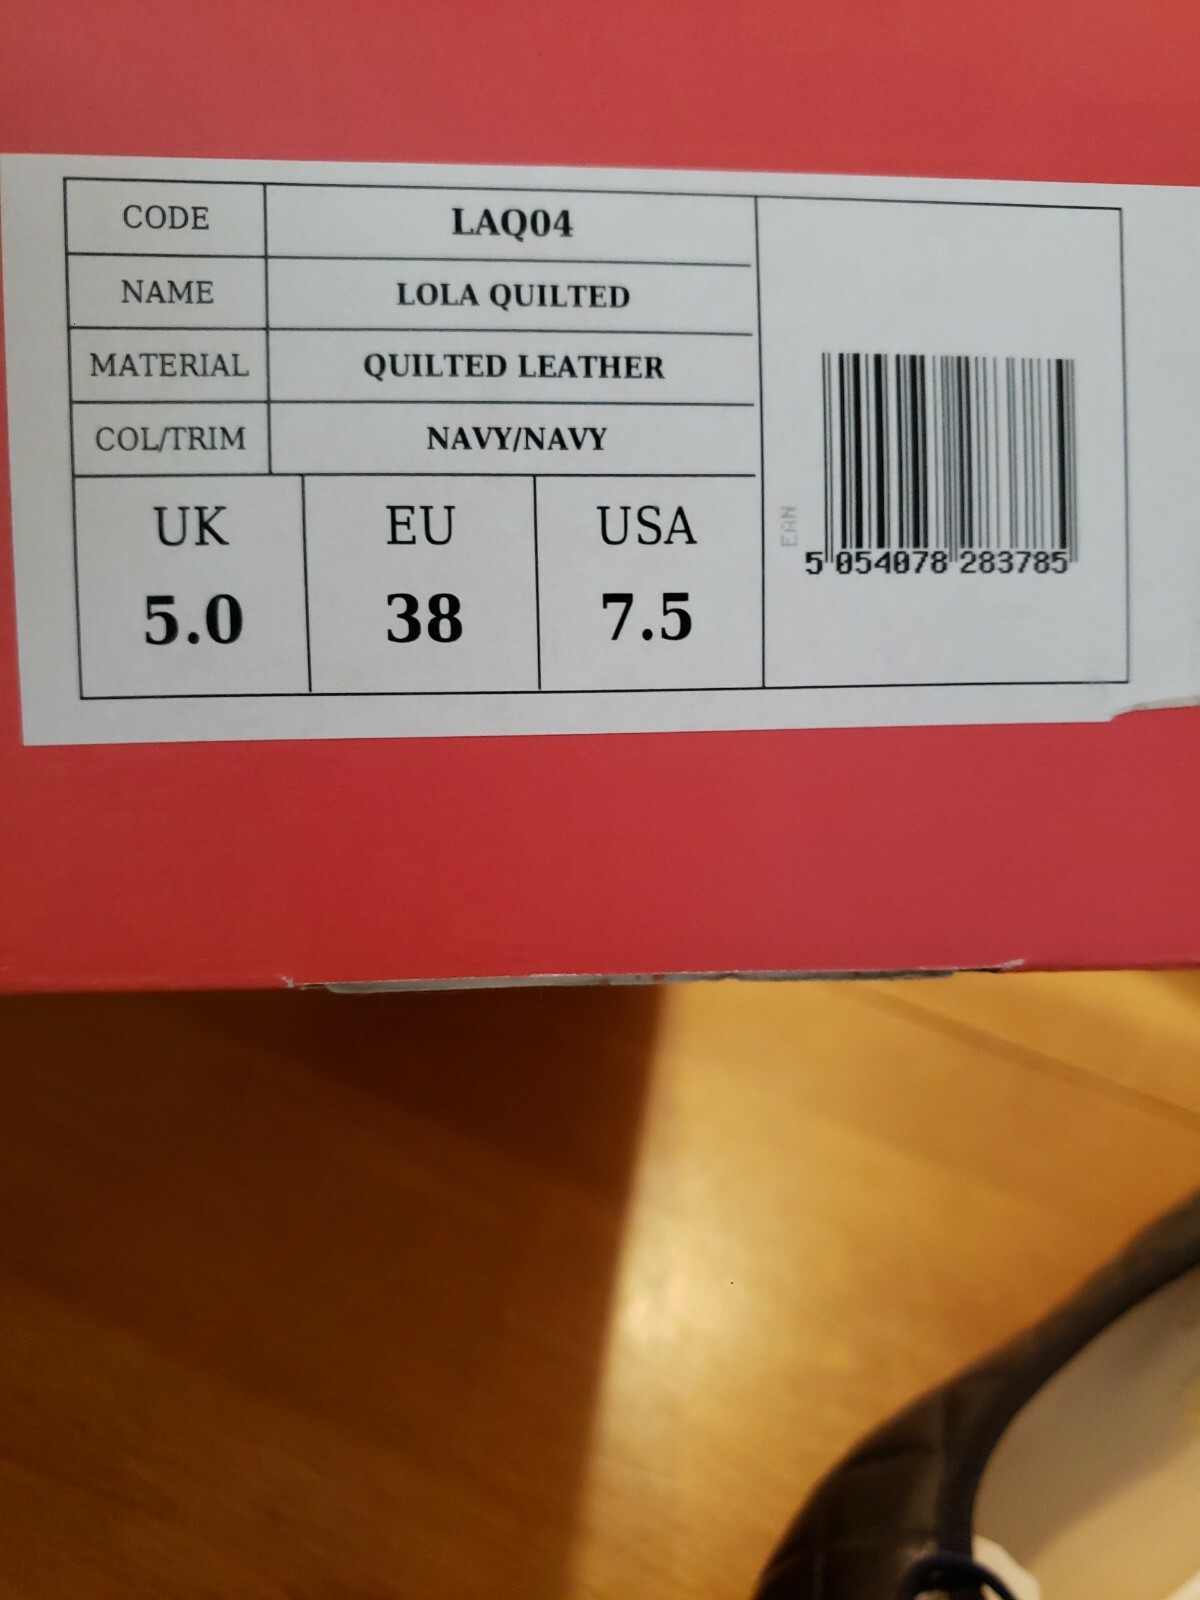 CODE LAQ04
NAME LOLA QUILTED
MATERIAL QUILTED LEATHER
COL/TRIM NAVY/NAVY
UK EU USA
5.0 38 7.5
EAN
5 054078 283785